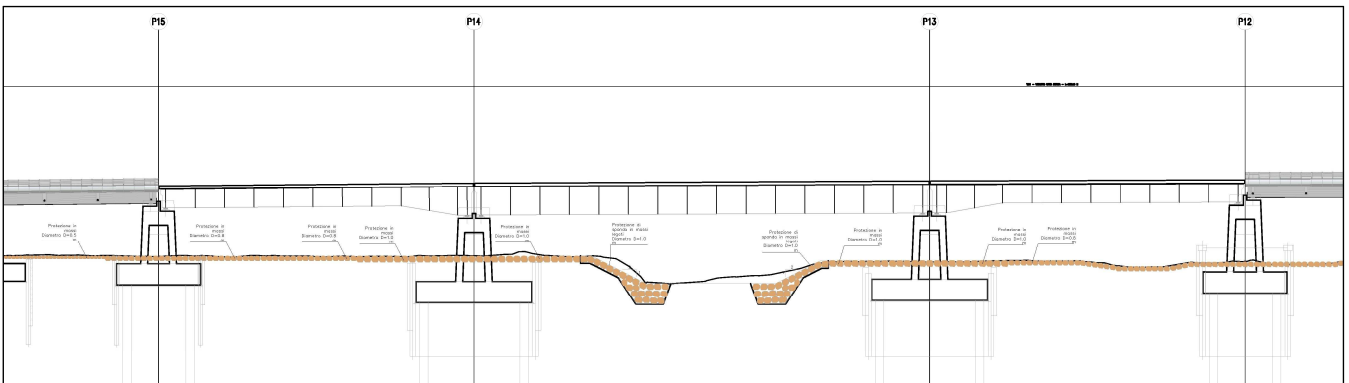 P15
P14
P13
P12
Protezione in
massi
Diametro D=0.5
m
Protezione in
massi
Diametro D=0.8
m
Protezione in
massi
Diametro D=0.8
m
Protezione in
massi
Diametro D=1.0
m
Protezione in
massi
Diametro D=1.0
m
Protezione di
sponda in massi
legati
Diametro D=1.0
m
Protezione di
sponda in massi
legati
Diametro D=1.0
m
Protezione in
massi
Diametro D=1.0
m
Protezione in
massi
Diametro D=1.0
m
Protezione in
massi
Diametro D=0.8
m